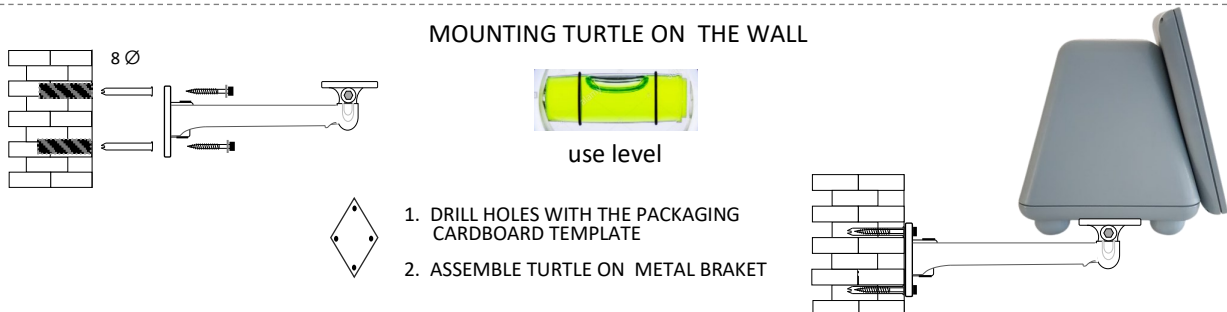 MOUNTING TURTLE ON THE WALL
8 Ø
use level
1. DRILL HOLES WITH THE PACKAGING
CARDBOARD TEMPLATE
2. ASSEMBLE TURTLE ON METAL BRAKET